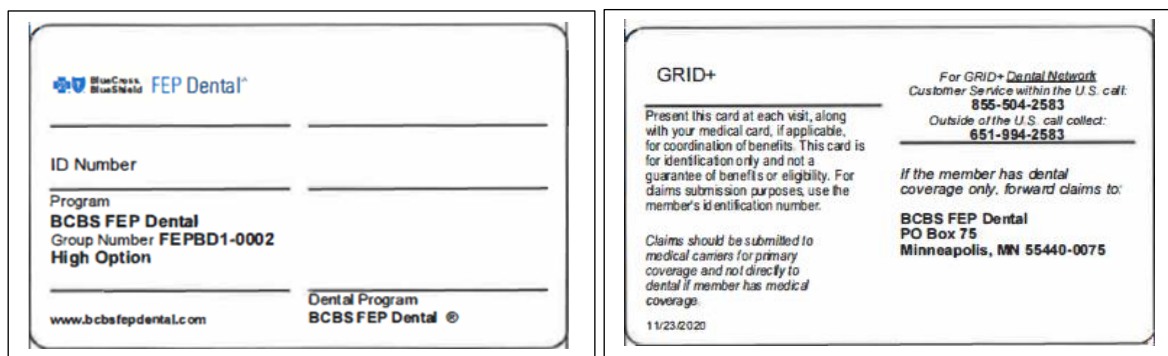 BlueCross. BlueShield FEP Dental
ID Number
Program
BCBS FEP Dental
Group Number FEPBD1-0002
High Option
www.bcbsfepdental.com
Dental Program
BCBS FEP Dental ®
GRID+
Present this card at each visit, along
with your medical card, if applicable,
for coordination of benefits. This card is
for identification only and not a
guarantee of benefits or eligibility. For
claims submission purposes, use the
member's identification number.
Claims should be submitted to
medical carriers for primary
coverage and not directly to
dental if member has medical
coverage.
11/23/2020
For GRID+ Dental Network
Customer Service within the U.S. call:
855-504-2583
Outside of the U.S. call collect:
651-994-2583
If the member has dental
coverage only, forward claims to:
BCBS FEP Dental
PO Box 75
Minneapolis, MN 55440-0075